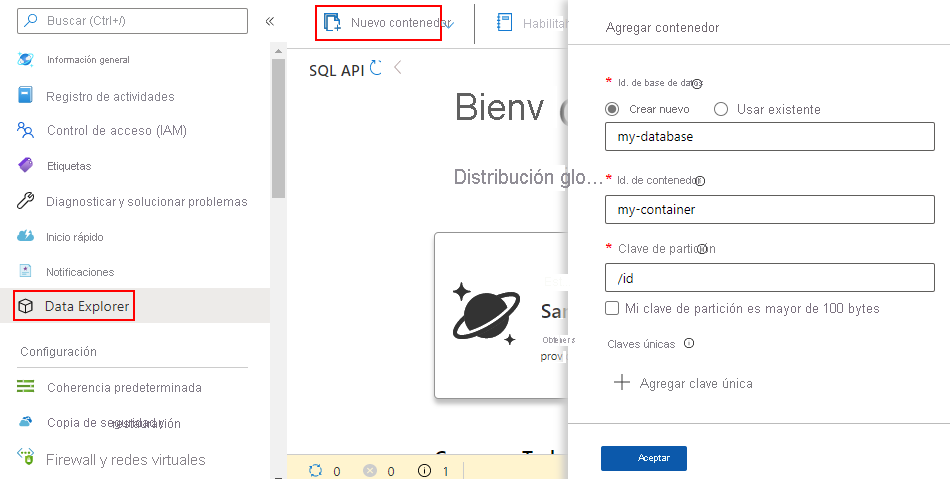 Buscar (Ctrl+/)
«
Información general
Registro de actividades
Control de acceso (IAM)
Etiquetas
Diagnosticar y solucionar problemas
Inicio rápido
Notificaciones
Data Explorer
Configuración
Coherencia predeterminada
Copia de seguridad y restauración
Firewall y redes virtuales
Nuevo contenedor
Habilitar
SQL API
Bienv
Distribución glo...
San
Obtener
prov
0 0 1
Agregar contenedor
* Id. de base de datos
Crear nuevo Usar existente
my-database
* Id. de contenedor
my-container
* Clave de partición
/id
Mi clave de partición es mayor de 100 bytes
Claves únicas
Agregar clave única
Aceptar